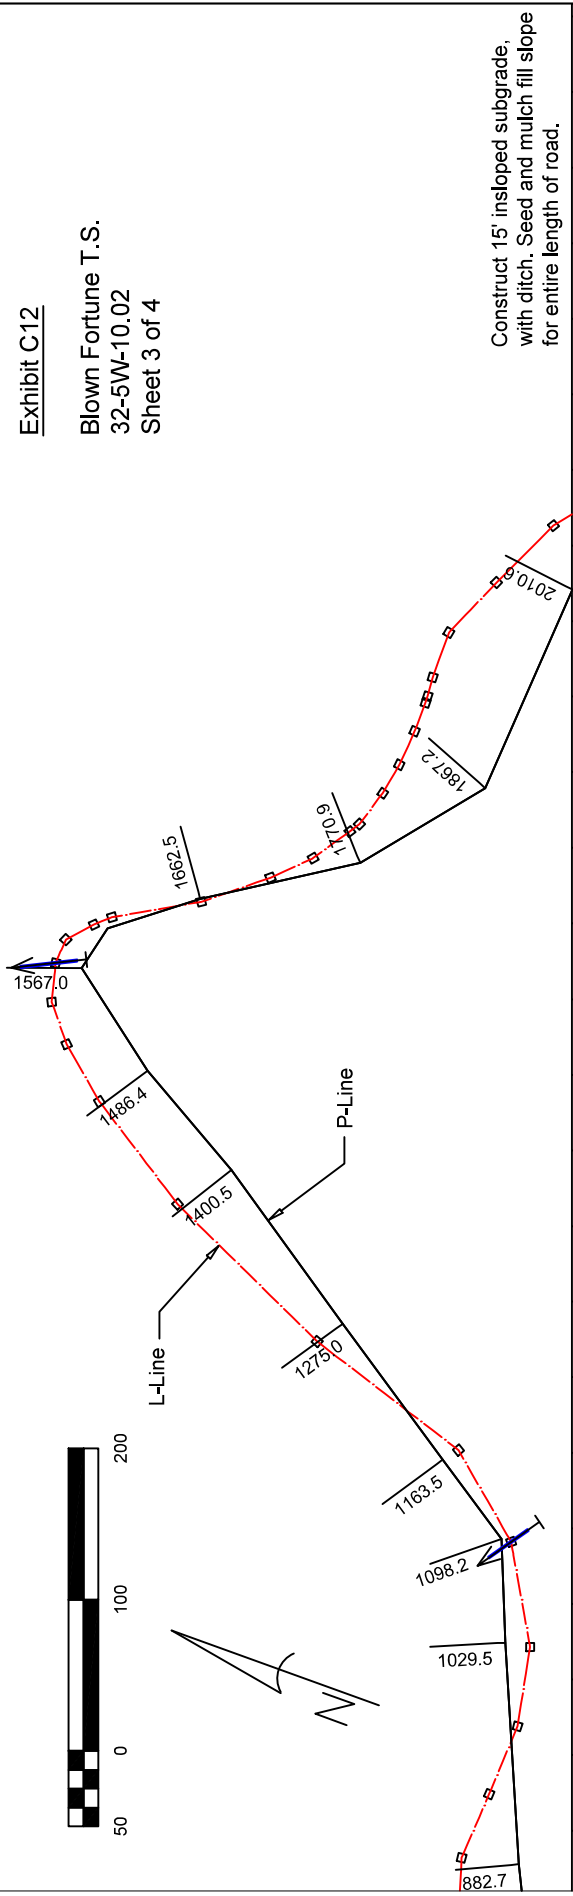 Exhibit C12
Blown Fortune T.S.
32-5W-10.02
Sheet 3 of 4
Construct 15' insloped subgrade,
with ditch. Seed and mulch fill slope
for entire length of road.
50 0 100 200
N
L-Line
P-Line
882.7
1029.5
1098.2
1163.5
1275.0
1400.5
1486.4
1567.0
1662.5
1770.9
1867.2
2010.6